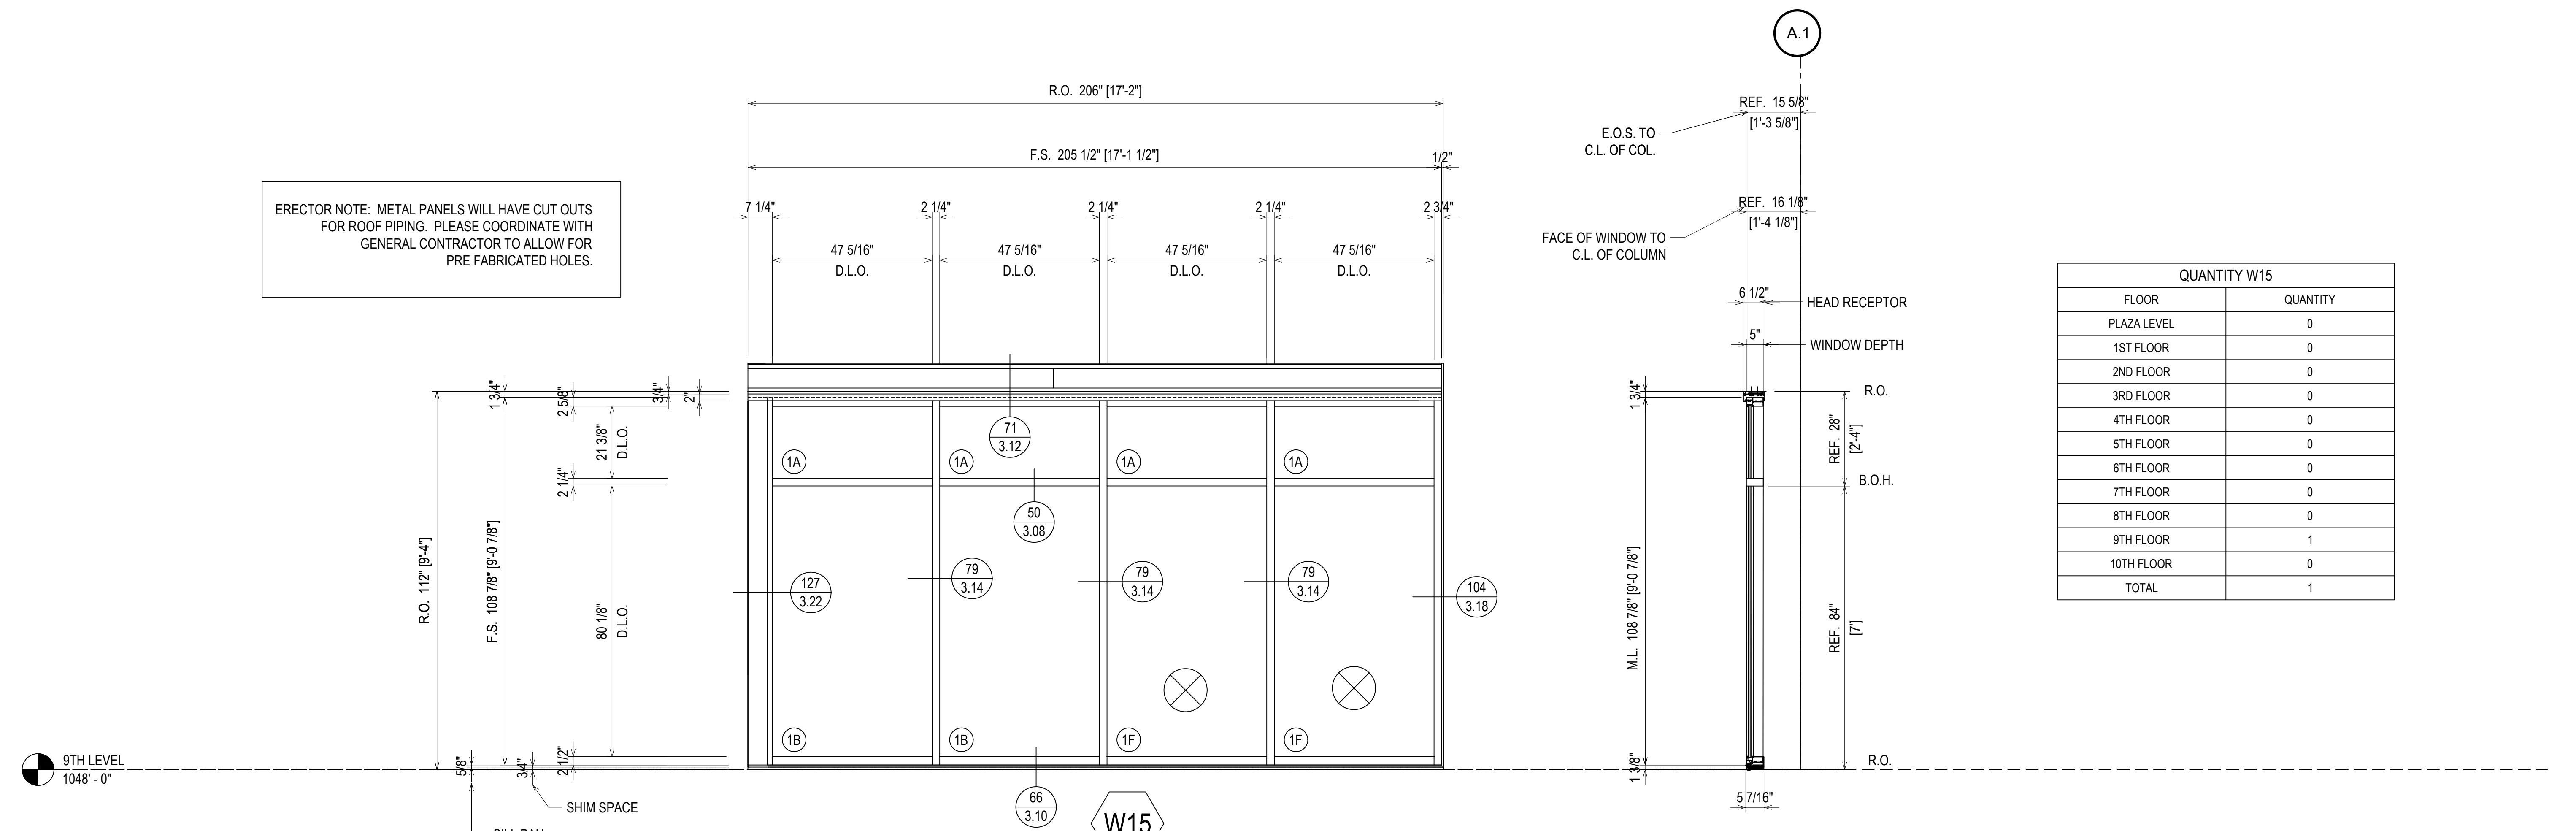 A.1
R.O. 206" [17'-2"]
REF. 15 5/8"
[1'-3 5/8"]
E.O.S. TO
C.L. OF COL.
F.S. 205 1/2" [17'-1 1/2"]
1/2"
ERECTOR NOTE: METAL PANELS WILL HAVE CUT OUTS
FOR ROOF PIPING. PLEASE COORDINATE WITH
GENERAL CONTRACTOR TO ALLOW FOR
PRE FABRICATED HOLES.
7 1/4"
2 1/4"
2 1/4"
2 1/4"
2 3/4"
REF. 16 1/8"
[1'-4 1/8"]
FACE OF WINDOW TO
C.L. OF COLUMN
47 5/16"
D.L.O.
47 5/16"
D.L.O.
47 5/16"
D.L.O.
47 5/16"
D.L.O.
6 1/2"
HEAD RECEPTOR
5"
WINDOW DEPTH
QUANTITY W15
FLOOR QUANTITY
PLAZA LEVEL 0
1ST FLOOR 0
2ND FLOOR 0
3RD FLOOR 0
4TH FLOOR 0
5TH FLOOR 0
6TH FLOOR 0
7TH FLOOR 0
8TH FLOOR 0
9TH FLOOR 1
10TH FLOOR 0
TOTAL 1
R.O. 112" [9'-4"]
1 3/4"
F.S. 108 7/8" [9'-0 7/8"]
2 5/8"
21 3/8"
D.L.O.
2 1/4"
80 1/8"
D.L.O.
2 1/2"
3/4"
2"
5/8"
3/4"
71
3.12
1A
1A
1A
1A
50
3.08
127
3.22
79
3.14
79
3.14
79
3.14
104
3.18
1B
1B
1F
1F
66
3.10
W15
1 3/4"
M.L. 108 7/8" [9'-0 7/8"]
1 3/8"
R.O.
REF. 28"
[2'-4"]
B.O.H.
REF. 84"
[7']
R.O.
5 7/16"
9TH LEVEL
1048' - 0"
SHIM SPACE
SILL PAN